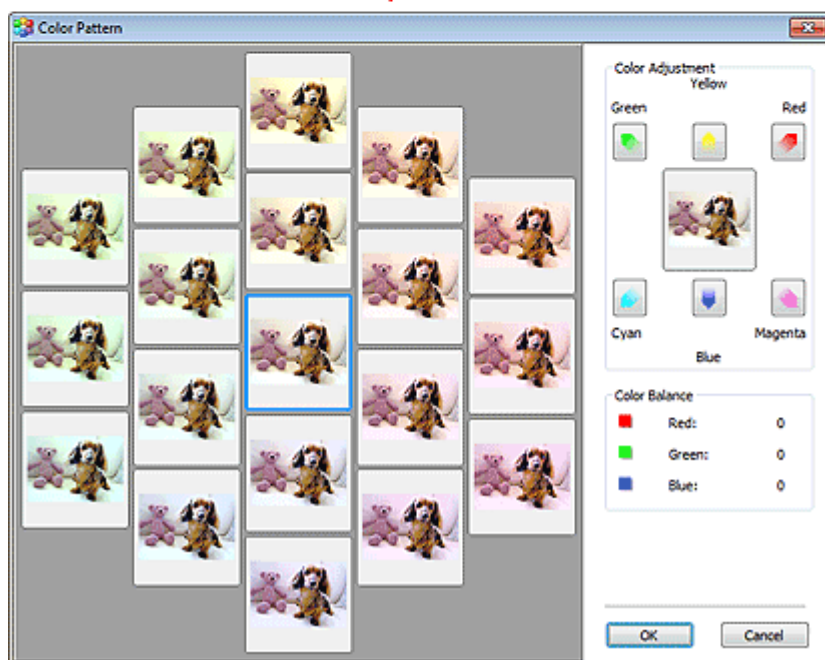 Color Pattern
Color Adjustment
Yellow
Green Red
Cyan Magenta
Blue
Color Balance
Red: 0
Green: 0
Blue: 0
OK Cancel